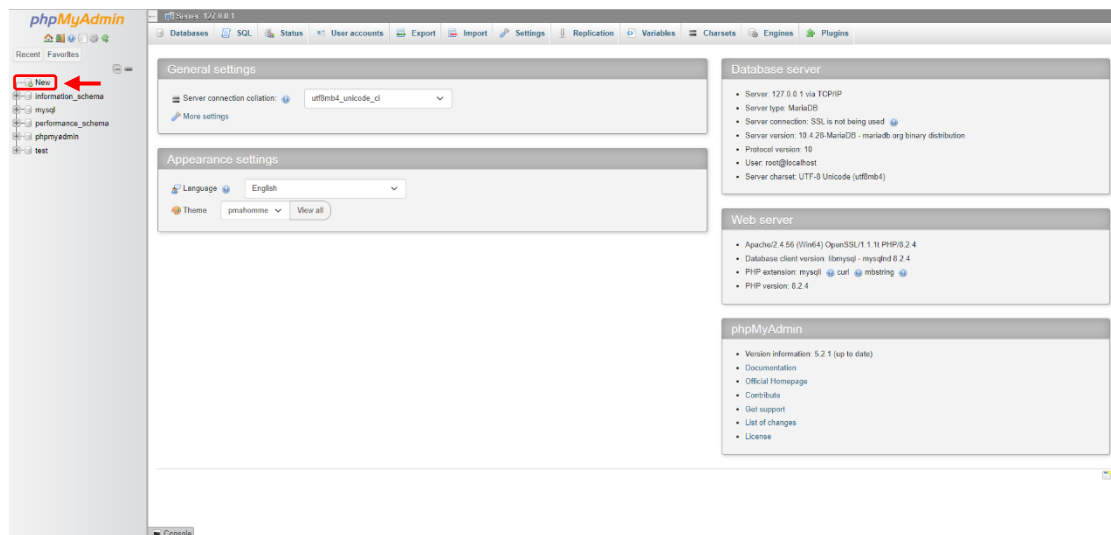 phpMyAdmin
Recent Favorites
New
information_schema
mysql
performance_schema
phpmyadmin
test
Server: 127.0.0.1
Databases SQL Status User accounts Export Import Settings Replication Variables Charsets Engines Plugins
General settings
Server connection collation: utf8mb4_unicode_ci
More settings
Appearance settings
Language English
Theme pmahomme View all
Database server
Server: 127.0.0.1 via TCP/IP
Server type: MariaDB
Server connection: SSL is not being used
Server version: 10.4.28-MariaDB - mariadb.org binary distribution
Protocol version: 10
User: root@localhost
Server charset: UTF-8 Unicode (utf8mb4)
Web server
Apache/2.4.56 (Win64) OpenSSL/1.1.1t PHP/8.2.4
Database client version: libmysql - mysqlnd 8.2.4
PHP extension: mysqli curl mbstring
PHP version: 8.2.4
phpMyAdmin
Version information: 5.2.1 (up to date)
Documentation
Official Homepage
Contribute
Get support
List of changes
License
Console